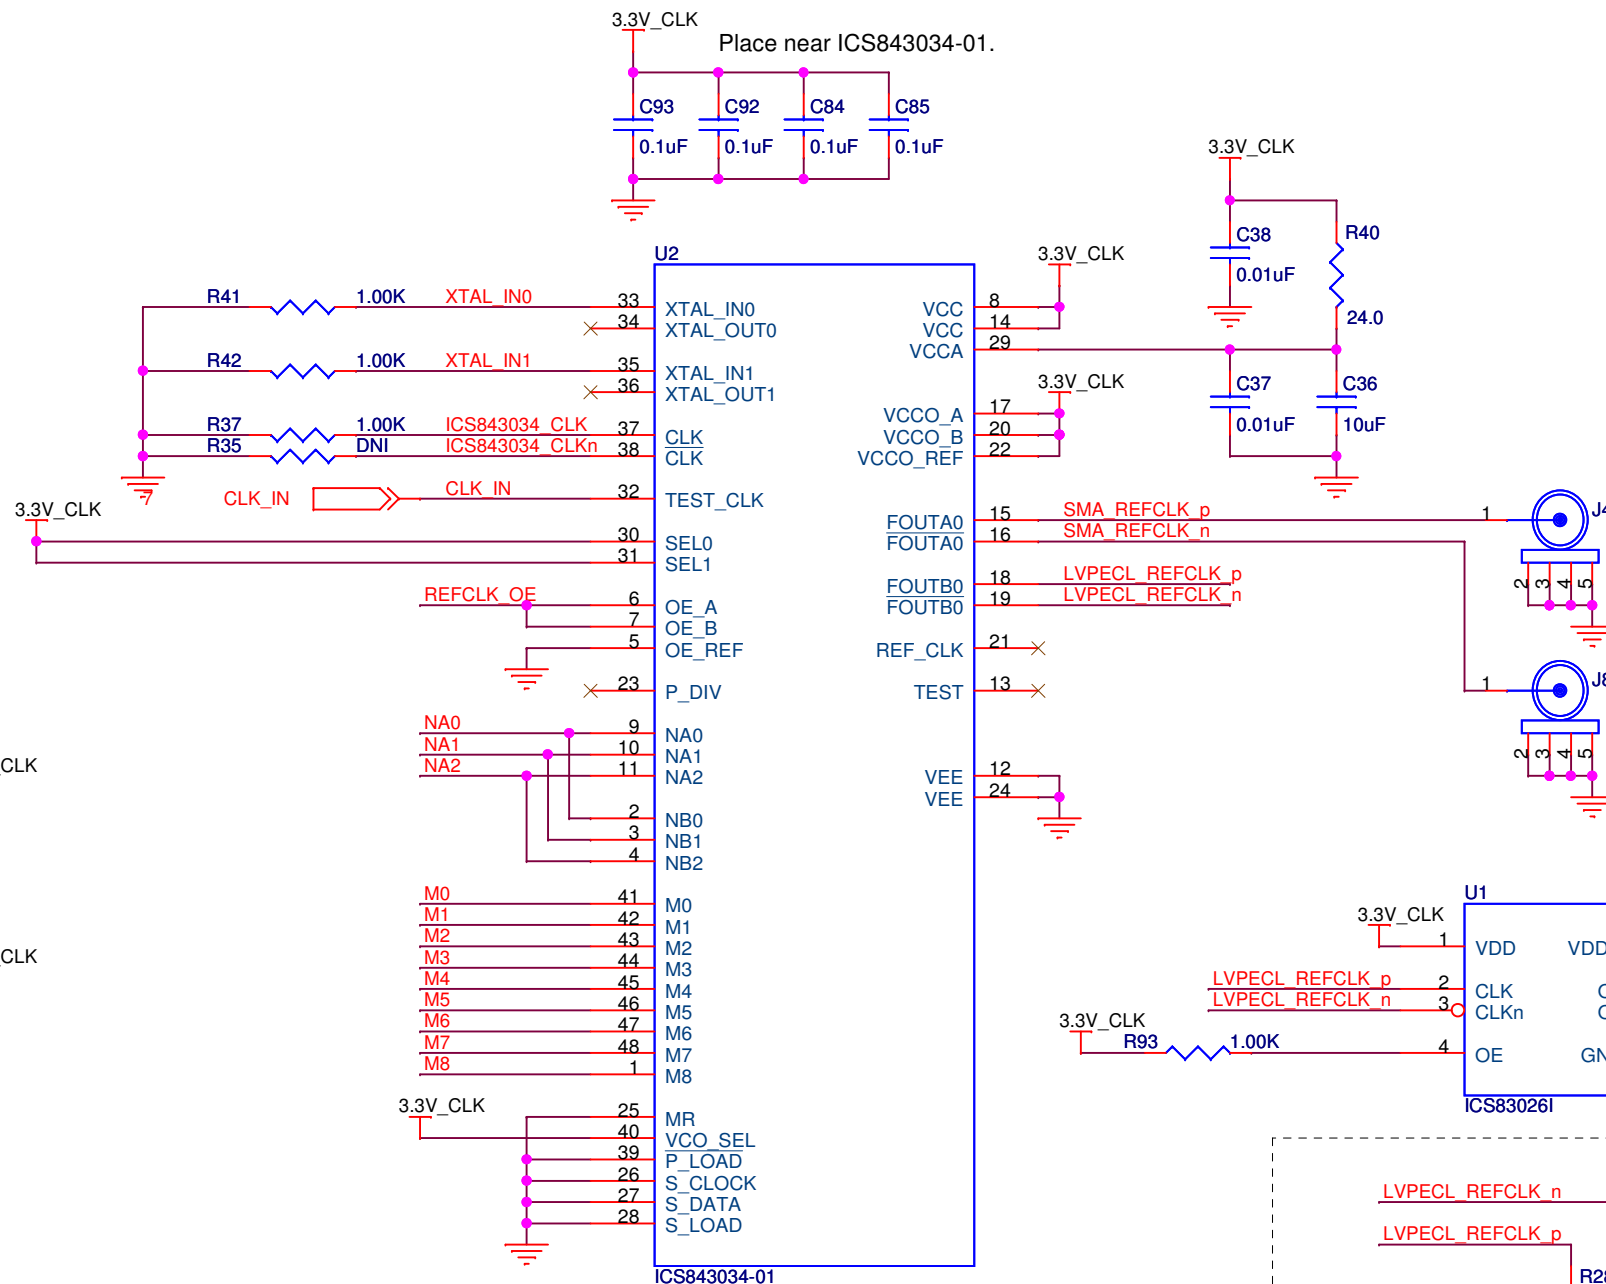 3.3V_CLK
Place near ICS843034-01.
C93 C92 C84 C85
0.1uF 0.1uF 0.1uF 0.1uF
3.3V_CLK
C38
0.01uF
R40
24.0
C37
0.01uF
C36
10uF
U2
R41 1.00K XTAL_IN0 33 XTAL_IN0
34 XTAL_OUT0
R42 1.00K XTAL_IN1 35 XTAL_IN1
36 XTAL_OUT1
R37 1.00K ICS843034_CLK 37 CLK
R35 DNI ICS843034_CLKn 38 CLK
7 CLK_IN CLK_IN 32 TEST_CLK
3.3V_CLK
30 SEL0
31 SEL1
REFCLK_OE 6 OE_A
7 OE_B
5 OE_REF
23 P_DIV
NA0 9 NA0
NA1 10 NA1
NA2 11 NA2
2 NB0
3 NB1
4 NB2
M0 41 M0
M1 42 M1
M2 43 M2
M3 44 M3
M4 45 M4
M5 46 M5
M6 47 M6
M7 48 M7
M8 1 M8
3.3V_CLK
25 MR
40 VCO_SEL
39 P_LOAD
26 S_CLOCK
27 S_DATA
28 S_LOAD
ICS843034-01
CLK
CLK
3.3V_CLK
VCC 8
VCC 14
VCCA 29
3.3V_CLK
VCCO_A 17
VCCO_B 20
VCCO_REF 22
FOUTA0 15 SMA_REFCLK_p 1
FOUTA0 16 SMA_REFCLK_n
FOUTB0 18 LVPECL_REFCLK_p
FOUTB0 19 LVPECL_REFCLK_n
REF_CLK 21
TEST 13
VEE 12
VEE 24
J4
2 3 4 5
1
J8
2 3 4 5
U1
3.3V_CLK
1 VDD VDD
LVPECL_REFCLK_p 2 CLK
LVPECL_REFCLK_n 3 CLKn
3.3V_CLK
R93 1.00K 4 OE GN
ICS83026I
LVPECL_REFCLK_n
LVPECL_REFCLK_p